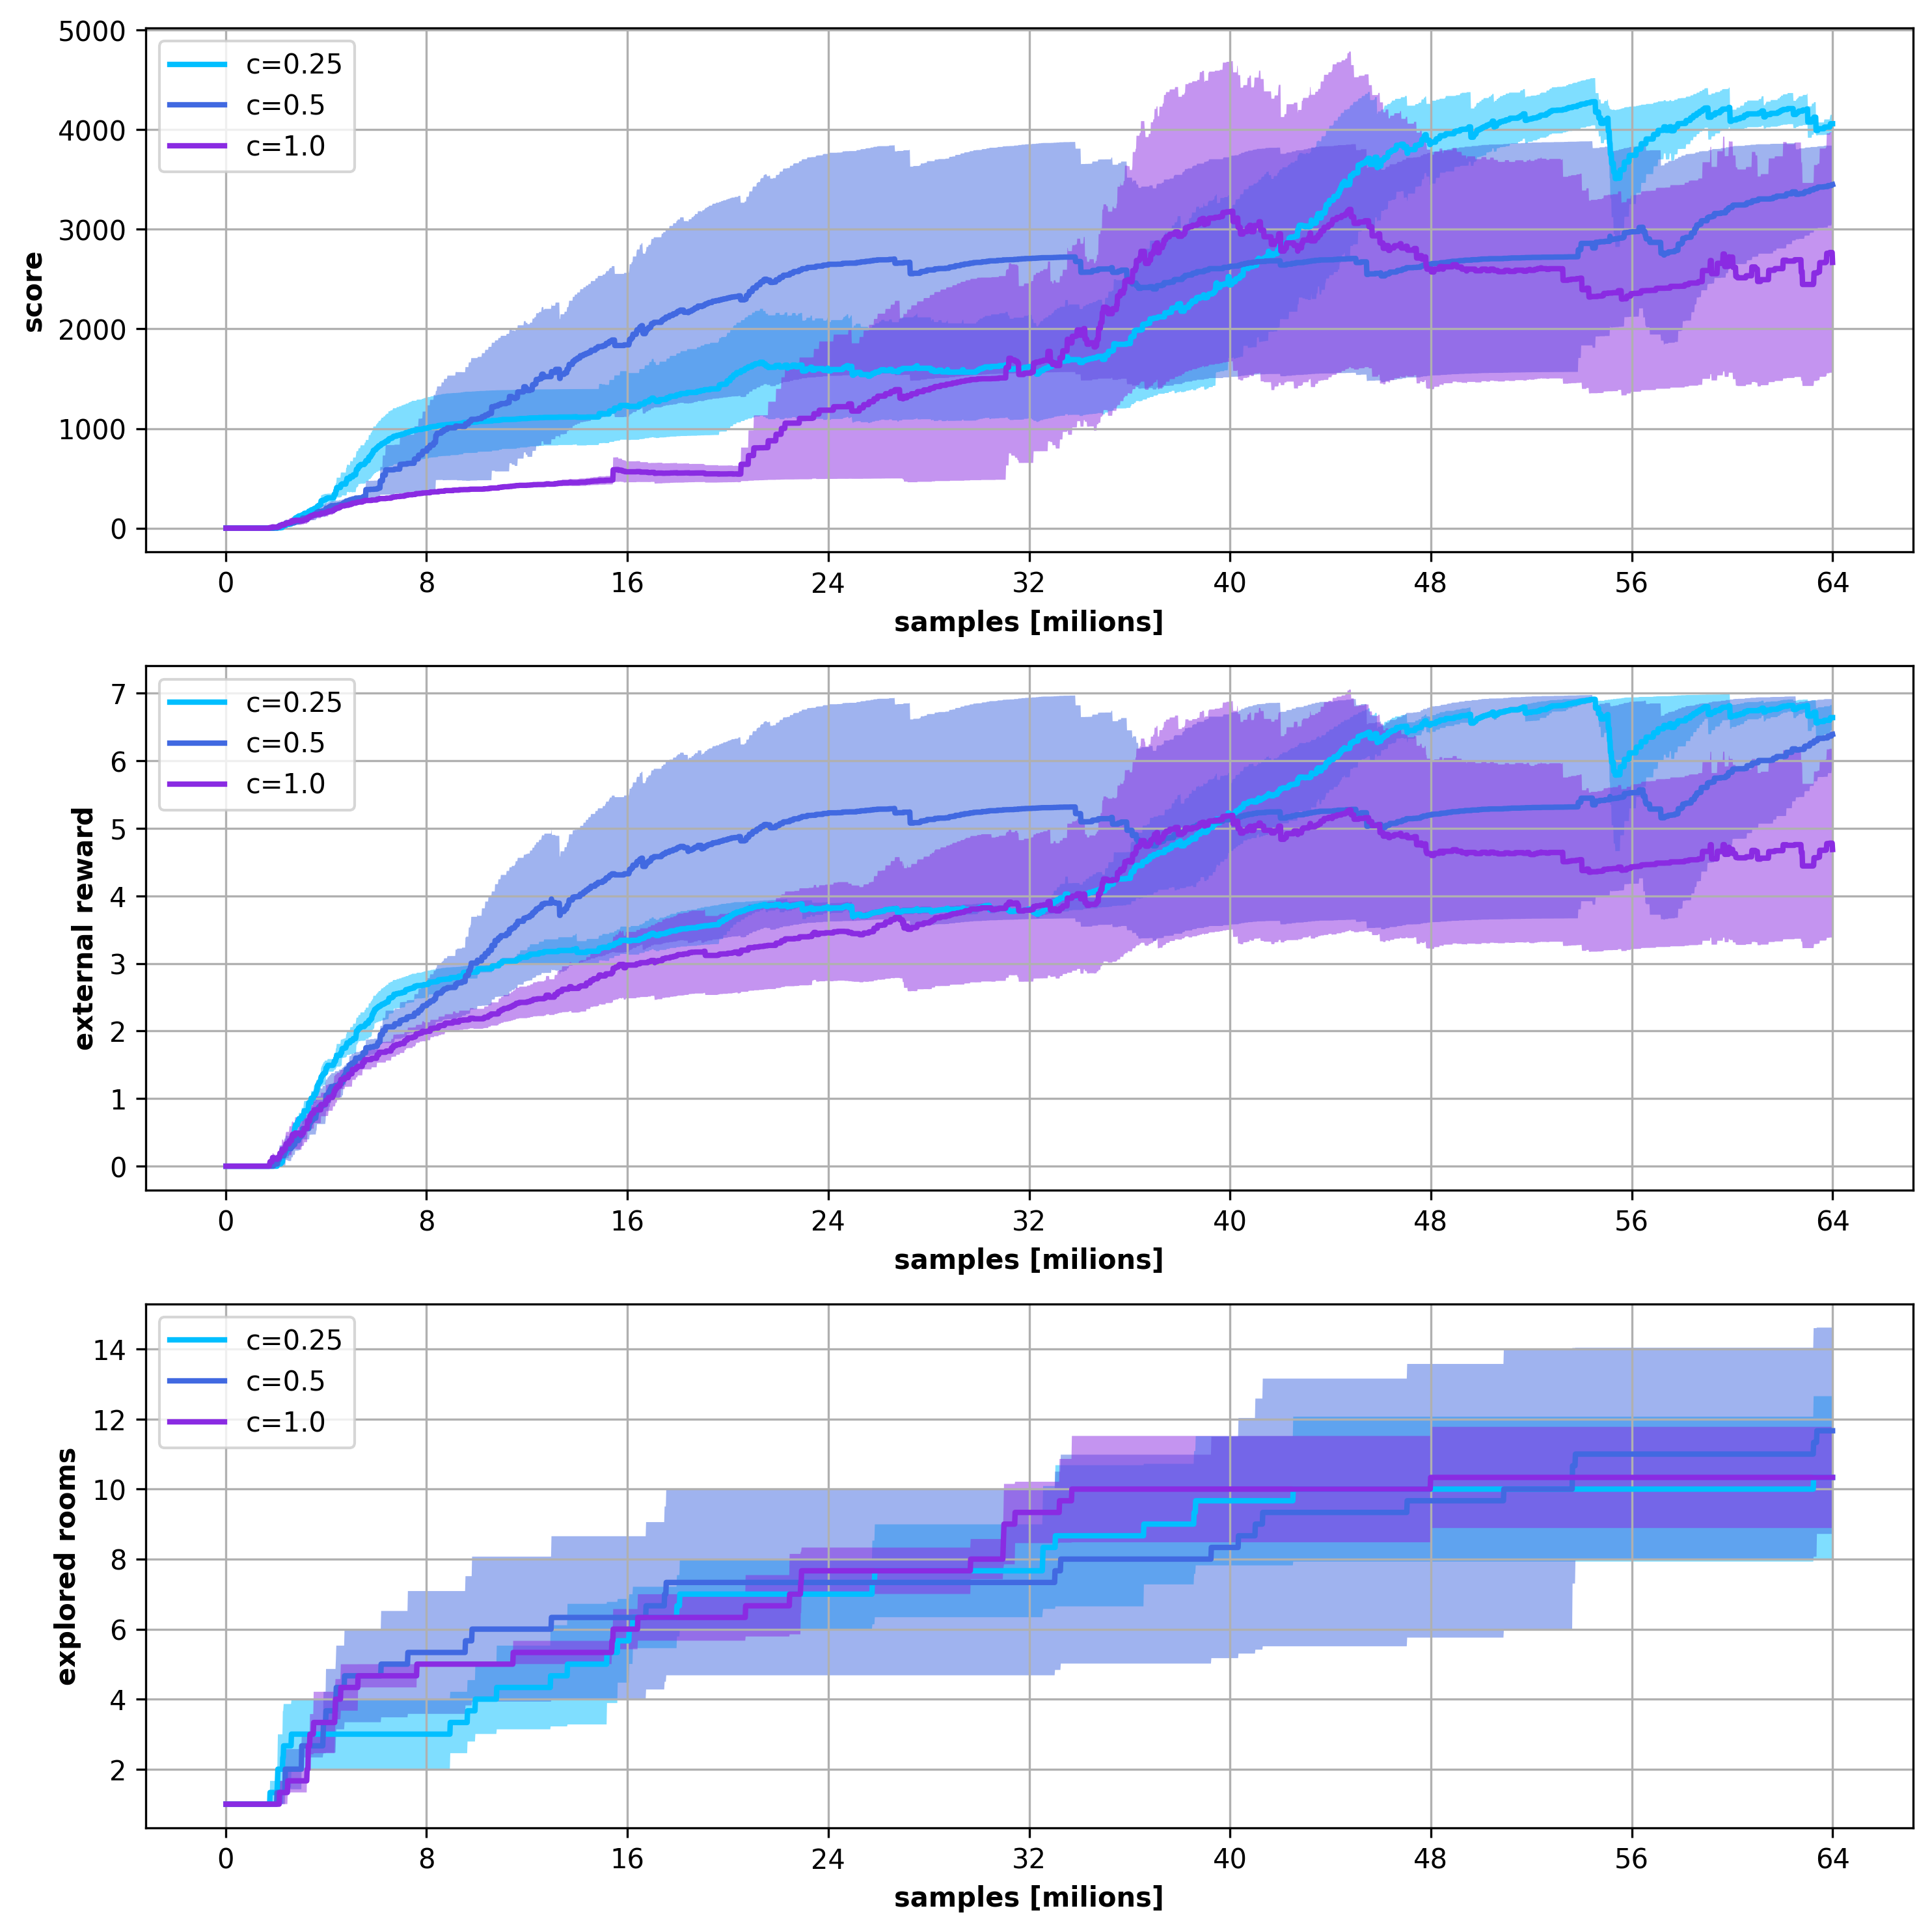 5000
4000
3000
2000
1000
0
score
c=0.25
c=0.5
c=1.0
0 8 16 24 32 40 48 56 64
samples [milions]
7
6
5
4
3
2
1
0
external reward
c=0.25
c=0.5
c=1.0
0 8 16 24 32 40 48 56 64
samples [milions]
14
12
10
8
6
4
2
explored rooms
c=0.25
c=0.5
c=1.0
0 8 16 24 32 40 48 56 64
samples [milions]